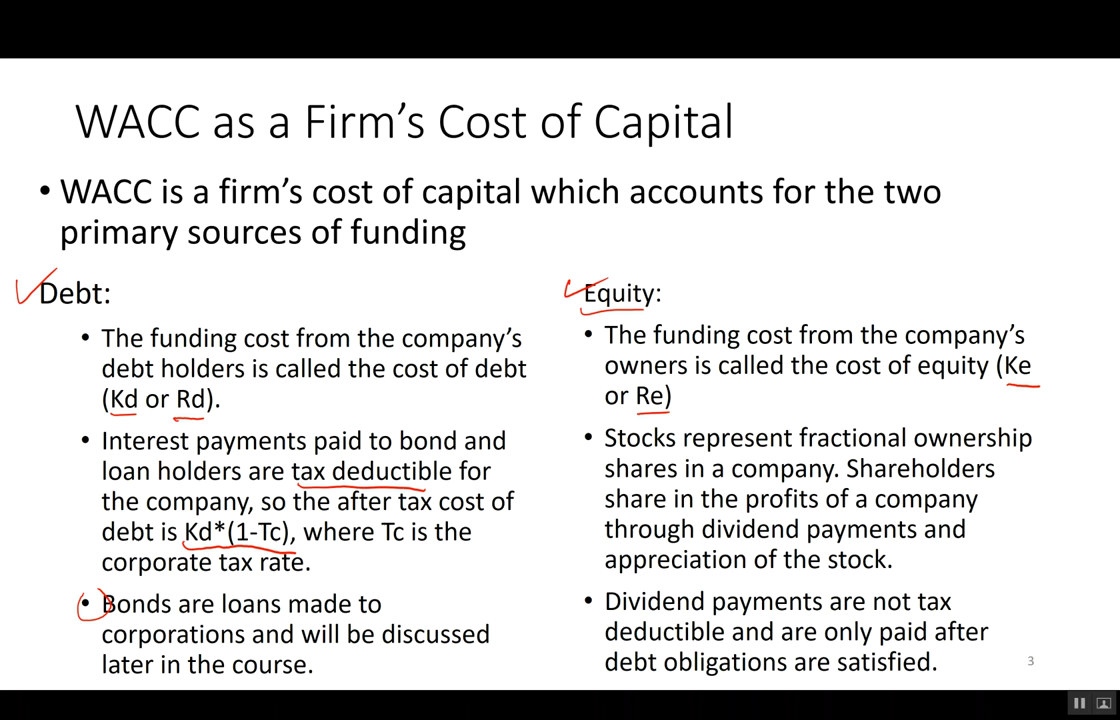 WACC as a Firm’s Cost of Capital
• WACC is a firm’s cost of capital which accounts for the two
primary sources of funding
Debt:
• The funding cost from the company’s
debt holders is called the cost of debt
(Kd or Rd).
• Interest payments paid to bond and
loan holders are tax deductible for
the company, so the after tax cost of
debt is Kd*(1-Tc), where Tc is the
corporate tax rate.
• Bonds are loans made to
corporations and will be discussed
later in the course.
Equity:
• The funding cost from the company’s
owners is called the cost of equity (Ke
or Re)
• Stocks represent fractional ownership
shares in a company. Shareholders
share in the profits of a company
through dividend payments and
appreciation of the stock.
• Dividend payments are not tax
deductible and are only paid after
debt obligations are satisfied.
3